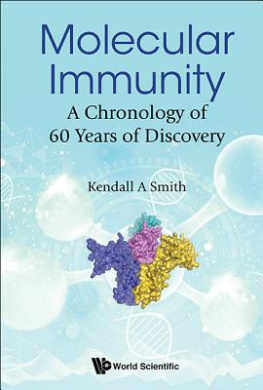 Molecular
Immunity
A Chronology of
60 Years of Discovery
Kendall A Smith
World Scientific